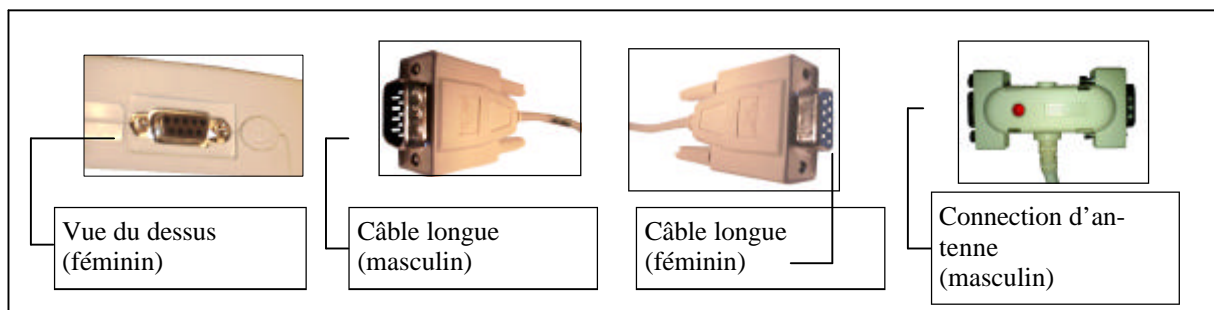 Vue du dessus
(féminin)
Câble longue
(masculin)
Câble longue
(féminin)
Connection d'an-
tenne
(masculin)